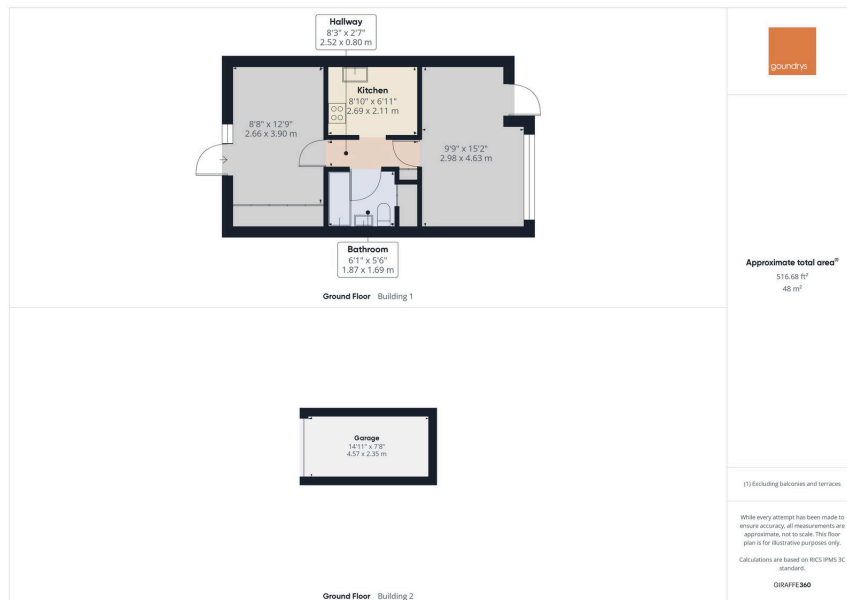 Hallway
8'3" x 2'7"
2.52 x 0.80 m
Kitchen
8'10" x 6'11"
2.69 x 2.11 m
8'8" x 12'9"
2.66 x 3.90 m
9'9" x 15'2"
2.98 x 4.63 m
Bathroom
6'1" x 5'6"
1.87 x 1.69 m
Ground Floor Building 1
Garage
14'11" x 7'8"
4.57 x 2.35 m
Ground Floor Building 2
goundrys
Approximate total area⁽¹⁾
516.68 ft²
48 m²
(1) Excluding balconies and terraces
While every attempt has been made to
ensure accuracy, all measurements are
approximate, not to scale. This floor
plan is for illustrative purposes only.
Calculations are based on RICS IPMS 3C
standard.
GIRAFFE360